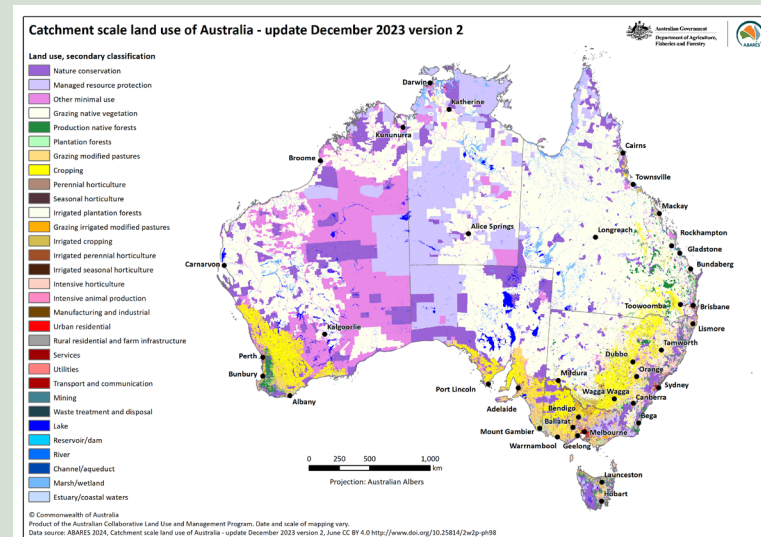 Catchment scale land use of Australia - update December 2023 version 2
Australian Government
Department of Agriculture,
Fisheries and Forestry
ABARES
Land use, secondary classification
Nature conservation
Managed resource protection
Other minimal use
Grazing native vegetation
Production native forests
Plantation forests
Grazing modified pastures
Cropping
Perennial horticulture
Seasonal horticulture
Irrigated plantation forests
Grazing irrigated modified pastures
Irrigated cropping
Irrigated perennial horticulture
Irrigated seasonal horticulture
Intensive horticulture
Intensive animal production
Manufacturing and industrial
Urban residential
Rural residential and farm infrastructure
Services
Utilities
Transport and communication
Mining
Waste treatment and disposal
Lake
Reservoir/dam
River
Channel/aqueduct
Marsh/wetland
Estuary/coastal waters
Darwin
Katherine
Kununurra
Broome
Cairns
Townsville
Mackay
Alice Springs
Longreach
Rockhampton
Gladstone
Carnarvon
Bundaberg
Toowoomba
Brisbane
Lismore
Kalgoorlie
Tamworth
Perth
Dubbo
Orange
Bunbury
Mildura
Port Lincoln
Wagga Wagga
Sydney
Albany
Adelaide
Canberra
Bendigo
Bega
Ballarat
Mount Gambier
Melbourne
Warrnambool
Geelong
Launceston
Hobart
0 250 500 1,000
km
Projection: Australian Albers
© Commonwealth of Australia
Product of the Australian Collaborative Land Use and Management Program. Date and scale of mapping vary.
Data source: ABARES 2024, Catchment scale land use of Australia - update December 2023 version 2, June CC BY 4.0 http://www.doi.org/10.25814/2w2p-ph98